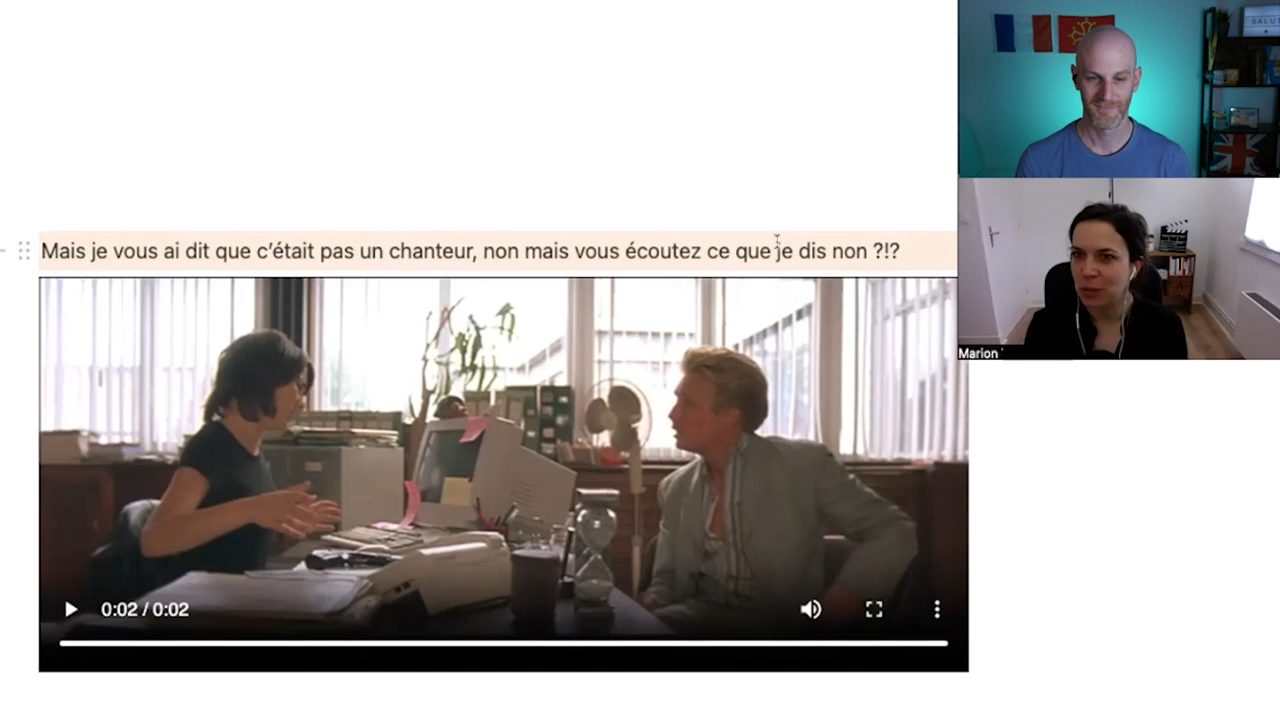 SALUT
Mais je vous ai dit que c’était pas un chanteur, non mais vous écoutez ce que je dis non ?!?
Marion '
0:02 / 0:02